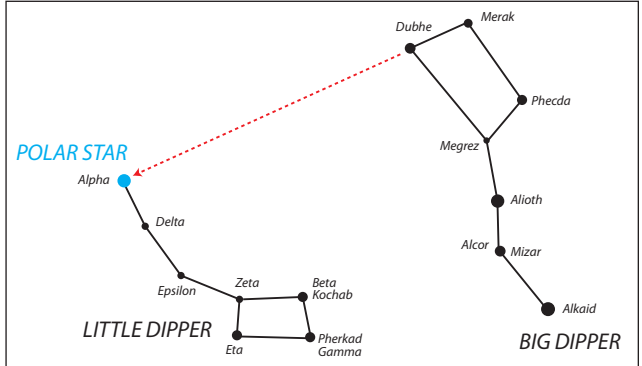 Dubhe
Merak
Phecda
Megrez
POLAR STAR
Alpha
Delta
Alioth
Alcor Mizar
Epsilon
Zeta
Beta
Kochab
Alkaid
LITTLE DIPPER
Eta
Pherkad
Gamma
BIG DIPPER